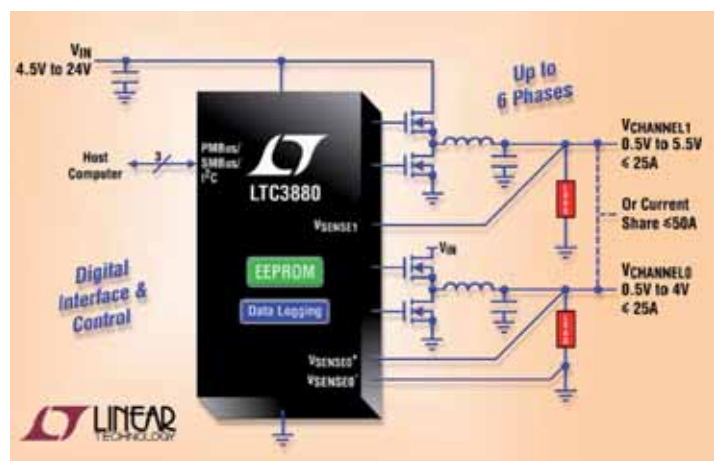 VIN
4.5V to 24V
Up to
6 Phases
VCHANNEL1
0.5V to 5.5V
≤ 25A
Host
Computer
3
PMBus/
SMBus/
I²C
LTC3880
VSENSE1
Or Current
Share ≤50A
VIN
Digital
Interface &
Control
EEPROM
Data Logging
VCHANNEL0
0.5V to 4V
≤ 25A
VSENSE0+
VSENSE0-
LINEAR
TECHNOLOGY